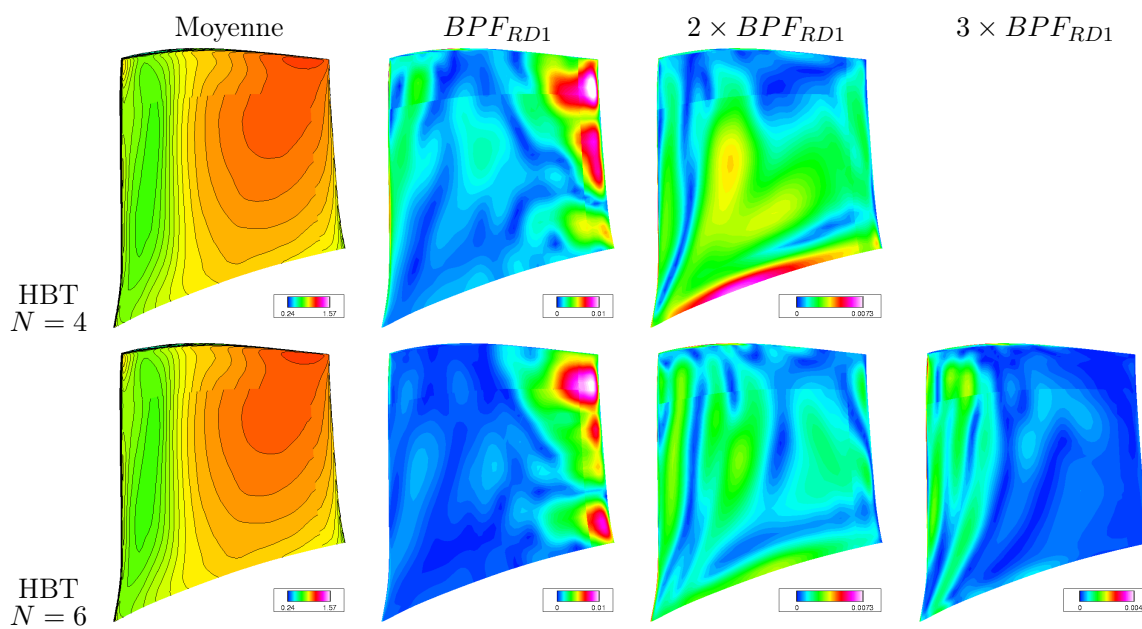 Moyenne BPF_{RD1} 2 × BPF_{RD1} 3 × BPF_{RD1}
HBT
N = 4
0.24 1.57 0 0.01 0 0.0073
HBT
N = 6
0.24 1.57 0 0.01 0 0.0073 0 0.004